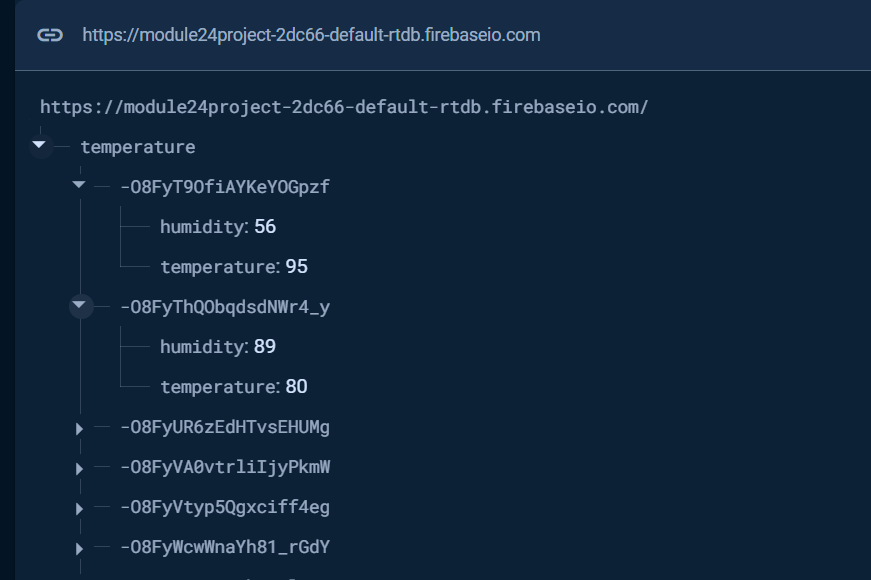 https://module24project-2dc66-default-rtdb.firebaseio.com
https://module24project-2dc66-default-rtdb.firebaseio.com/
temperature
-O8FyT9OfiAYKeYOGpzf
humidity: 56
temperature: 95
-O8FyThQObqdsdNWr4_y
humidity: 89
temperature: 80
-O8FyUR6zEdHTvsEHUMg
-O8FyVA0vtrliIjyPkmW
-O8FyVtyp5Qgxciff4eg
-O8FyWcwWnaYh81_rGdY